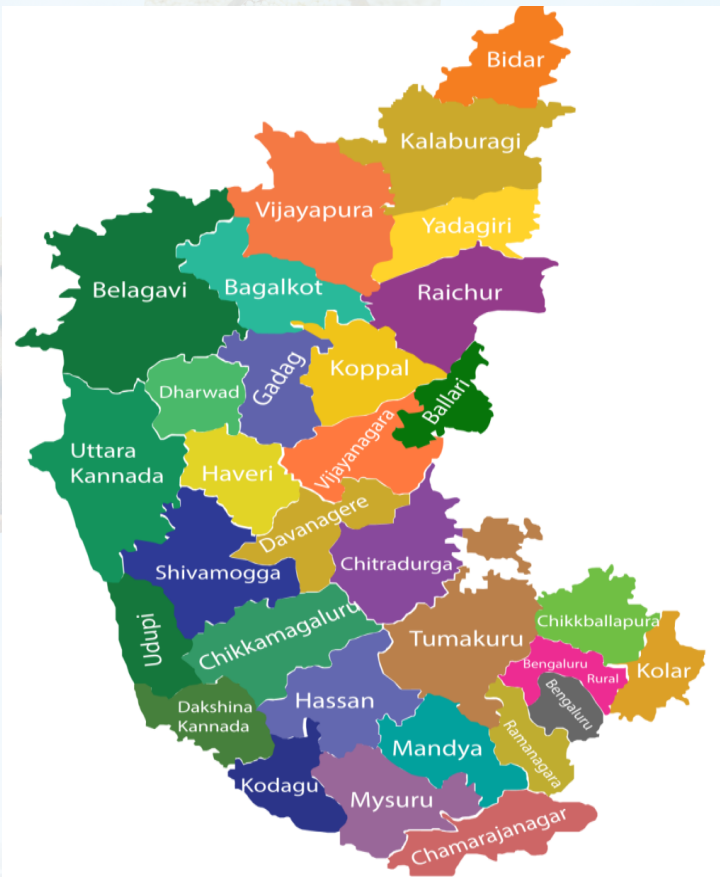 Bidar
Kalaburagi
Vijayapura
Yadagiri
Belagavi
Bagalkot
Raichur
Gadag
Koppal
Dharwad
Ballari
Uttara
Kannada
Haveri
Vijayanagara
Davanagere
Shivamogga
Chitradurga
Udupi
Chikkamagaluru
Tumakuru
Chikkballapura
Bengaluru
Rural
Kolar
Bengaluru
Dakshina
Kannada
Hassan
Mandya
Ramanagara
Kodagu
Mysuru
Chamarajanagar